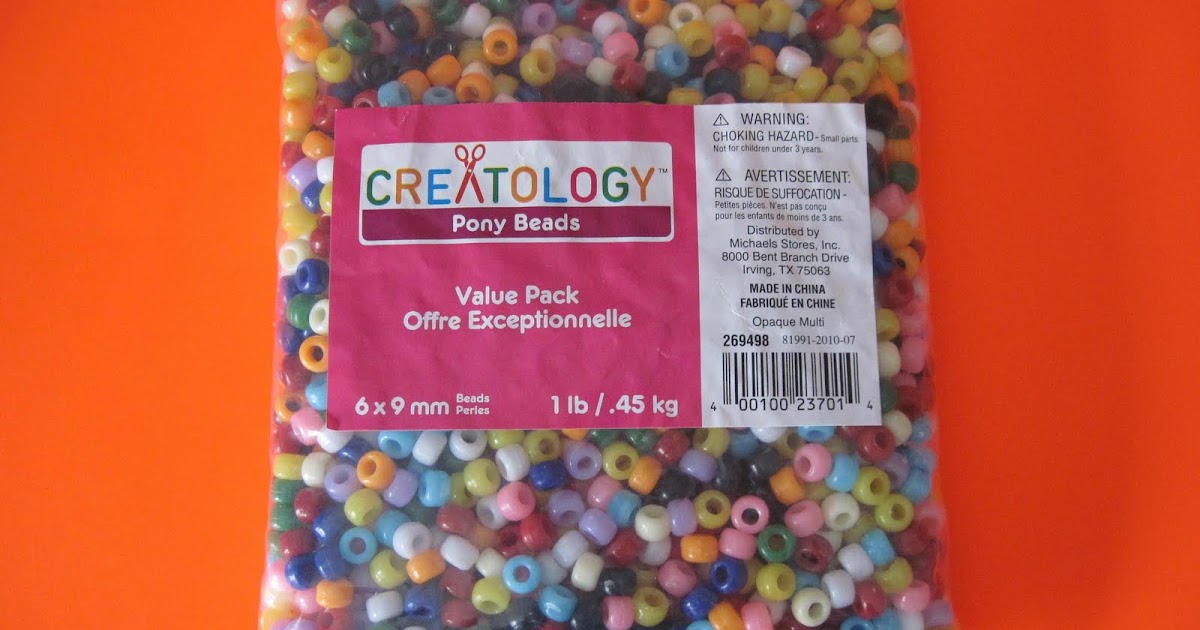 CREATOLOGY™
Pony Beads
Value Pack
Offre Exceptionnelle
6 x 9 mm Beads
Perles
1 lb / .45 kg
⚠ WARNING:
CHOKING HAZARD - Small parts
Not for children under 3 years.
⚠ AVERTISSEMENT:
RISQUE DE SUFFOCATION -
Petites pièces. N'est pas conçu
pour les enfants de moins de 3 ans.
Distributed by
Michaels Stores, Inc.
8000 Bent Branch Drive
Irving, TX 75063
MADE IN CHINA
FABRIQUÉ EN CHINE
Opaque Multi
269498 81991-2010-07
4 00100 23701 4